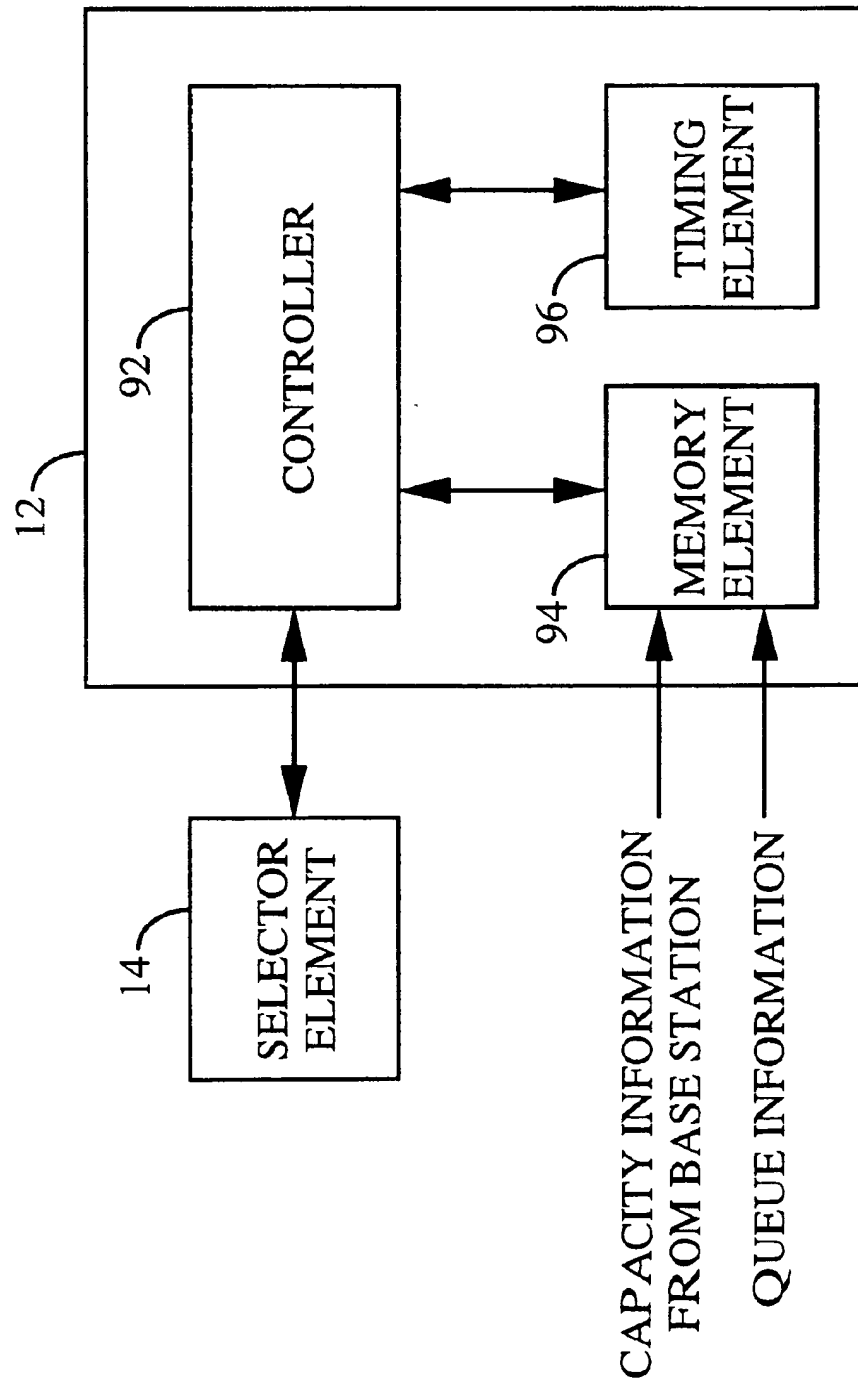 12
14
SELECTOR
ELEMENT
92
CONTROLLER
CAPACITY INFORMATION
FROM BASE STATION
QUEUE INFORMATION
94
MEMORY
ELEMENT
96
TIMING
ELEMENT